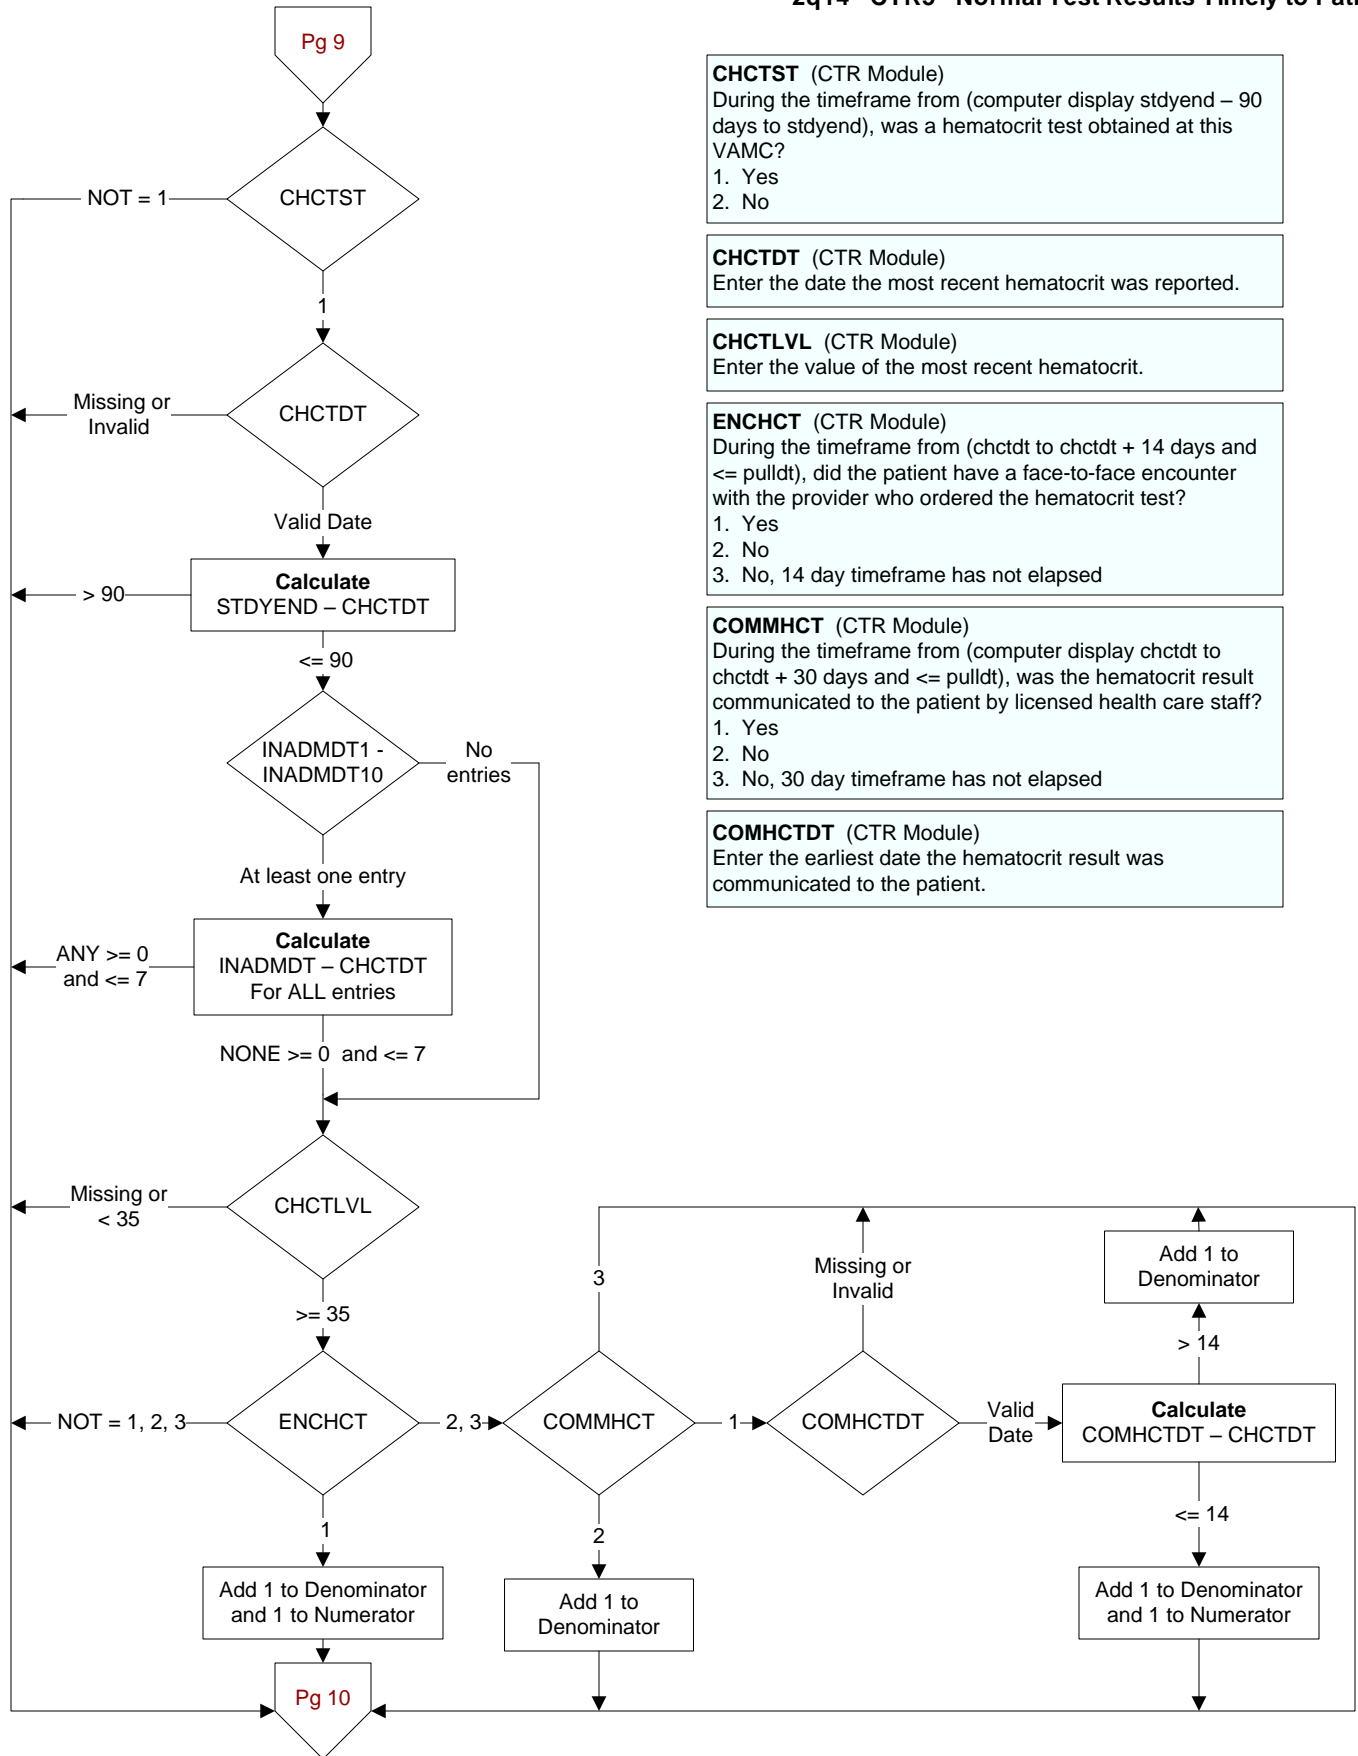 2q14 - CTR5 - Normal Test Results Timely to
Pg 9
CHCTST
NOT = 1
1
CHCTDT
Missing or
Invalid
Valid Date
Calculate
STDYEND – CHCTDT
> 90
<= 90
INADMDT1 -
INADMDT10
No
entries
At least one entry
Calculate
INADMDT – CHCTDT
For ALL entries
ANY >= 0
and <= 7
NONE >= 0 and <= 7
CHCTLVL
Missing or
< 35
>= 35
ENCHCT
NOT = 1, 2, 3
2, 3
1
Add 1 to Denominator
and 1 to Numerator
COMMHCT
3
1
2
Add 1 to
Denominator
COMHCTDT
Missing or
Invalid
Valid
Date
Calculate
COMHCTDT – CHCTDT
> 14
Add 1 to
Denominator
<= 14
Add 1 to Denominator
and 1 to Numerator
Pg 10
CHCTST (CTR Module)
During the timeframe from (computer display stdyend – 90
days to stdyend), was a hematocrit test obtained at this
VAMC?
1. Yes
2. No
CHCTDT (CTR Module)
Enter the date the most recent hematocrit was reported.
CHCTLVL (CTR Module)
Enter the value of the most recent hematocrit.
ENCHCT (CTR Module)
During the timeframe from (chctdt to chctdt + 14 days and
<= pulldt), did the patient have a face-to-face encounter
with the provider who ordered the hematocrit test?
1. Yes
2. No
3. No, 14 day timeframe has not elapsed
COMMHCT (CTR Module)
During the timeframe from (computer display chctdt to
chctdt + 30 days and <= pulldt), was the hematocrit result
communicated to the patient by licensed health care staff?
1. Yes
2. No
3. No, 30 day timeframe has not elapsed
COMHCTDT (CTR Module)
Enter the earliest date the hematocrit result was
communicated to the patient.